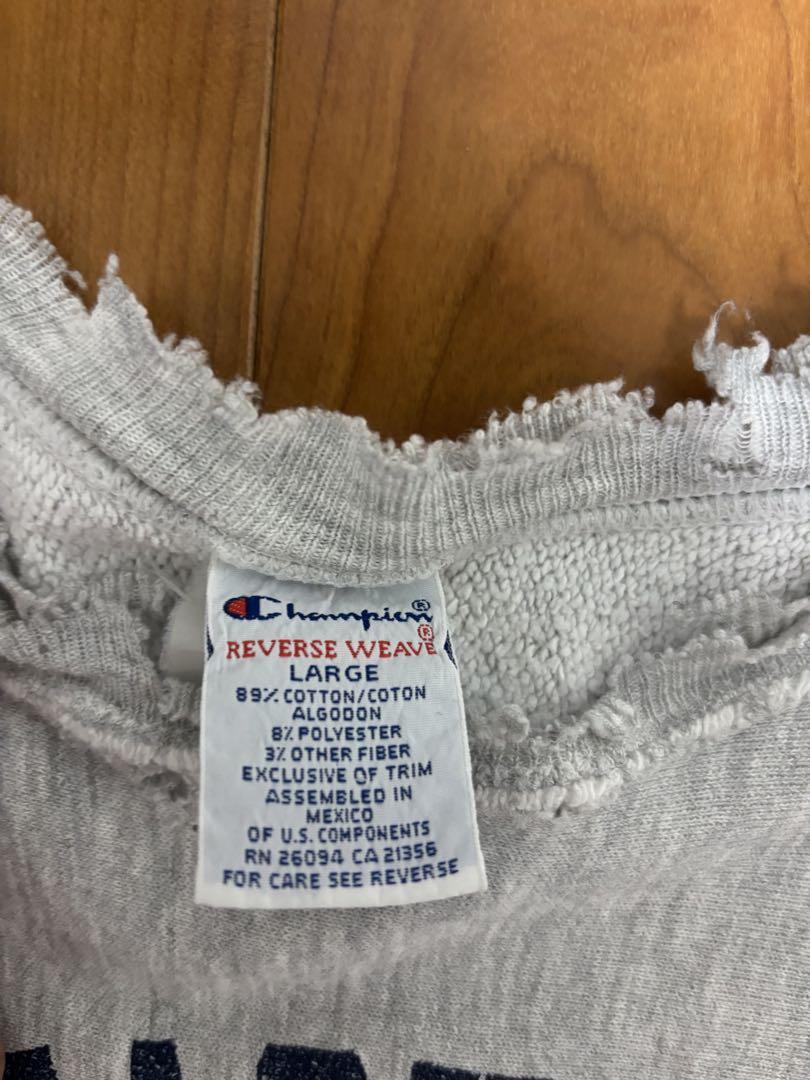 Champion®
REVERSE WEAVE®
LARGE
89% COTTON/COTON
ALGODON
8% POLYESTER
3% OTHER FIBER
EXCLUSIVE OF TRIM
ASSEMBLED IN
MEXICO
OF U.S. COMPONENTS
RN 26094 CA 21356
FOR CARE SEE REVERSE